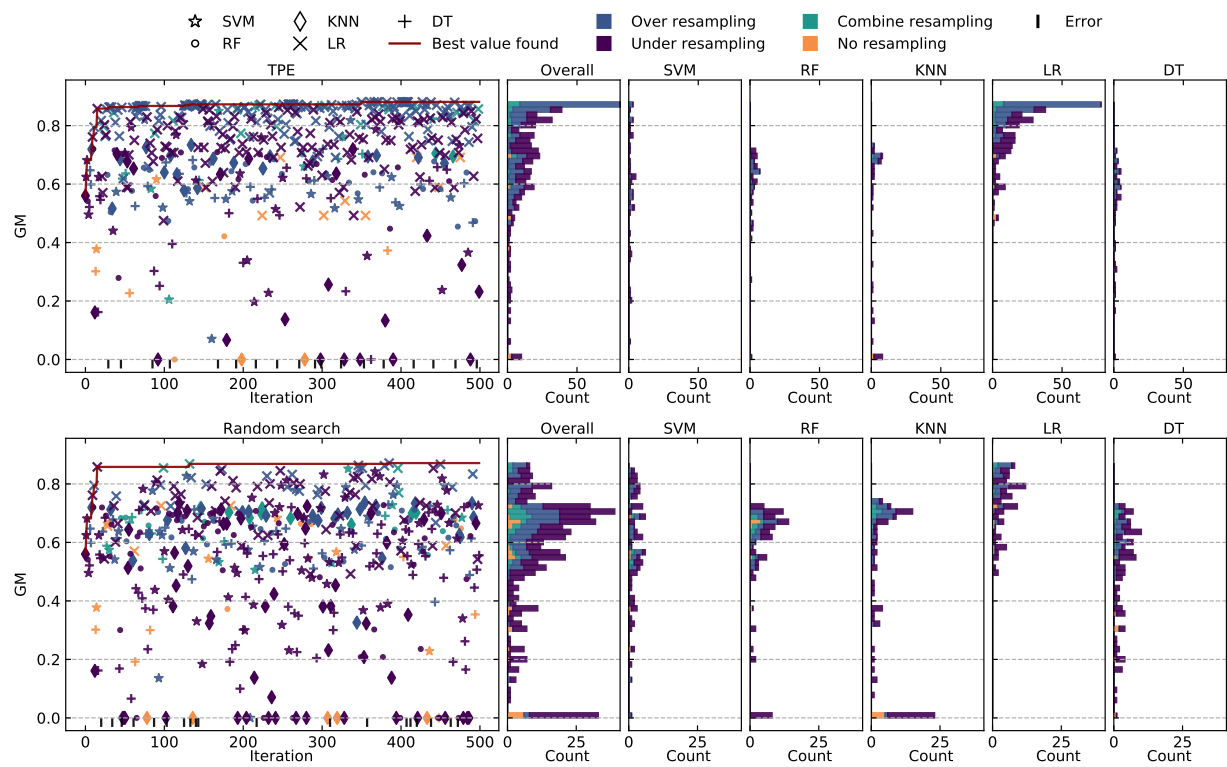 SVM KNN DT Over resampling Combine resampling Error
RF LR Best value found Under resampling No resampling
TPE Overall SVM RF KNN LR DT
GM
0.8
0.6
0.4
0.2
0.0
0 100 200 300 400 500 0 50 0 50 0 50 0 50 0 50 0 50
Iteration Count Count Count Count Count Count
Random search Overall SVM RF KNN LR DT
GM
0.8
0.6
0.4
0.2
0.0
0 100 200 300 400 500 0 25 0 25 0 25 0 25 0 25 0 25
Iteration Count Count Count Count Count Count